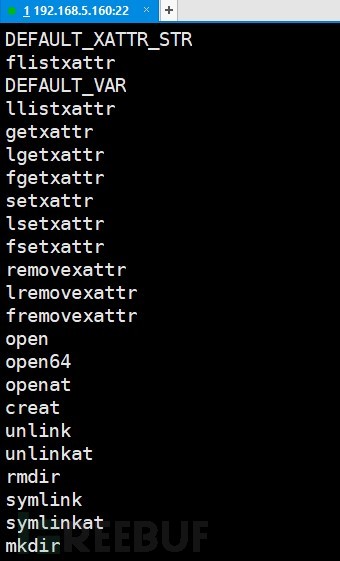 1 192.168.5.160:22 × +
DEFAULT_XATTR_STR
flistxattr
DEFAULT_VAR
llistxattr
getxattr
lgetxattr
fgetxattr
setxattr
lsetxattr
fsetxattr
removexattr
lremovexattr
fremovexattr
open
open64
openat
creat
unlink
unlinkat
rmdir
symlink
symlinkat
mkdir
REEBUF